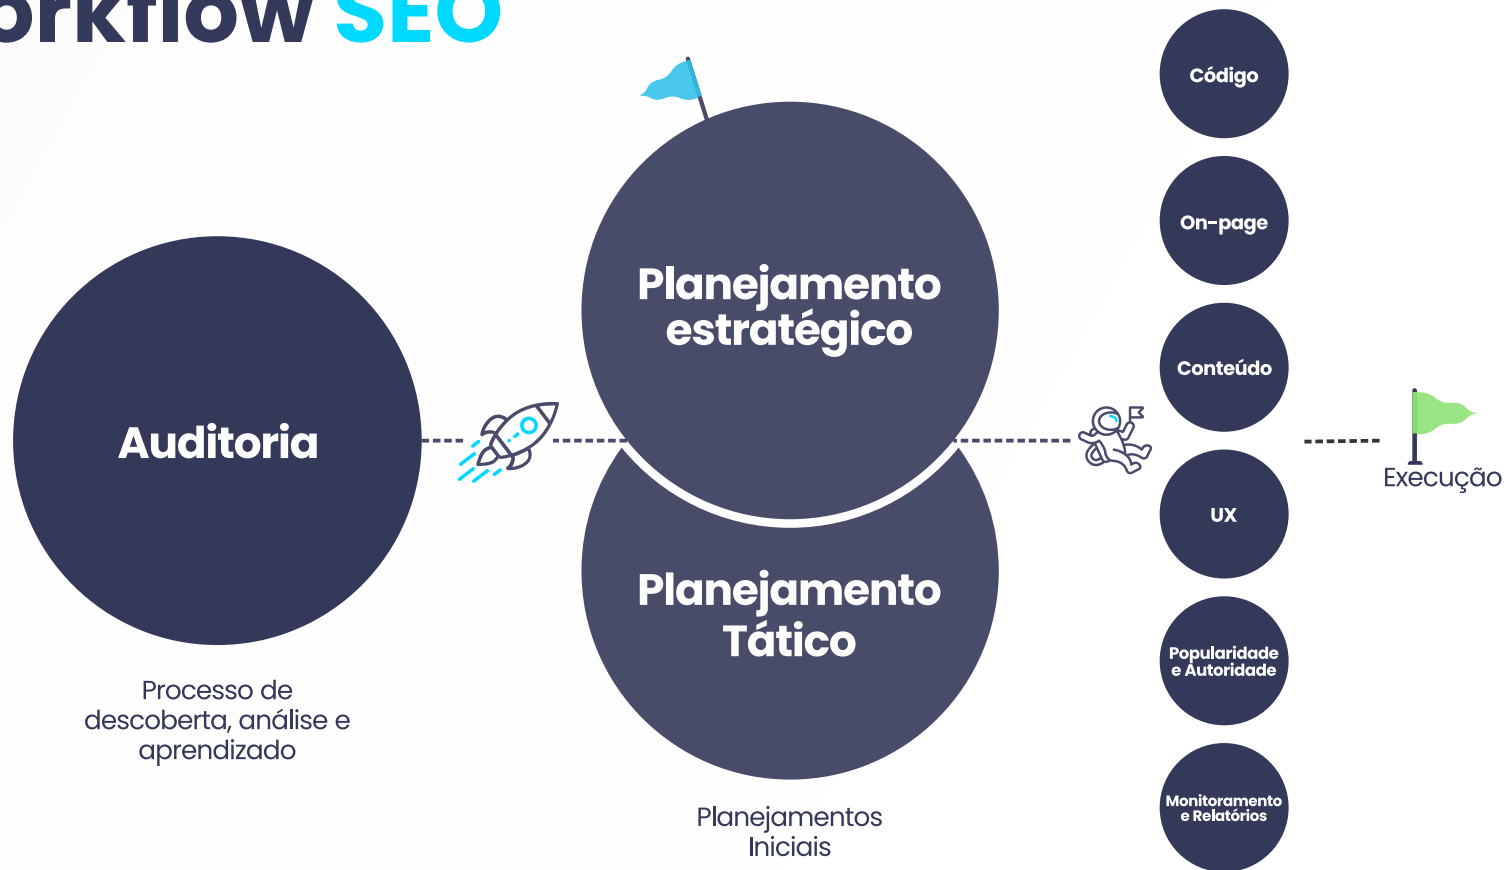 orkflow SEO
Auditoria
Processo de
descoberta, análise e
aprendizado
Planejamento
estratégico
Planejamento
Tático
Planejamentos
Iniciais
Código
On-page
Conteúdo
UX
Popularidade
e Autoridade
Monitoramento
e Relatórios
Execução